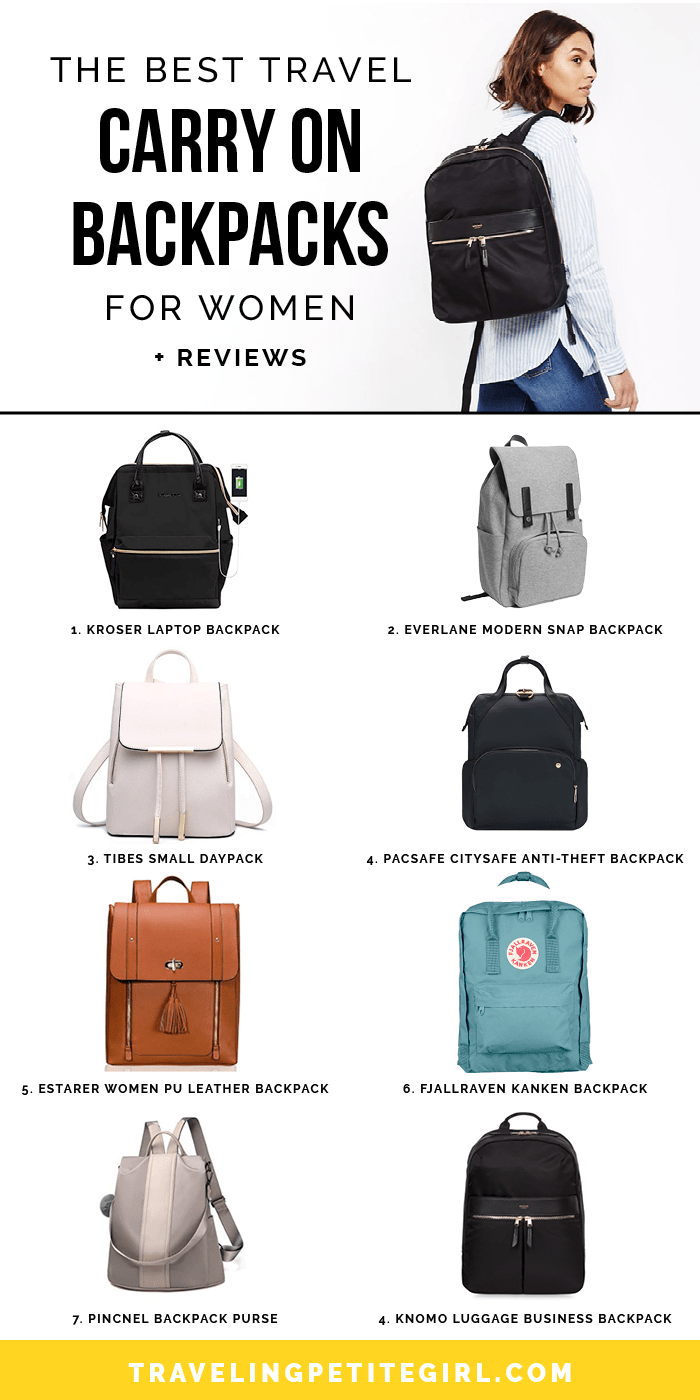 THE BEST TRAVEL
CARRY ON
BACKPACKS
FOR WOMEN
+ REVIEWS
1. KROSER LAPTOP BACKPACK
2. EVERLANE MODERN SNAP BACKPACK
3. TIBES SMALL DAYPACK
4. PACSAFE CITYSAFE ANTI-THEFT BACKPACK
FJALLRAVEN
KANKEN
5. ESTARER WOMEN PU LEATHER BACKPACK
6. FJALLRAVEN KANKEN BACKPACK
7. PINCNEL BACKPACK PURSE
4. KNOMO LUGGAGE BUSINESS BACKPACK
TRAVELINGPETITEGIRL.COM